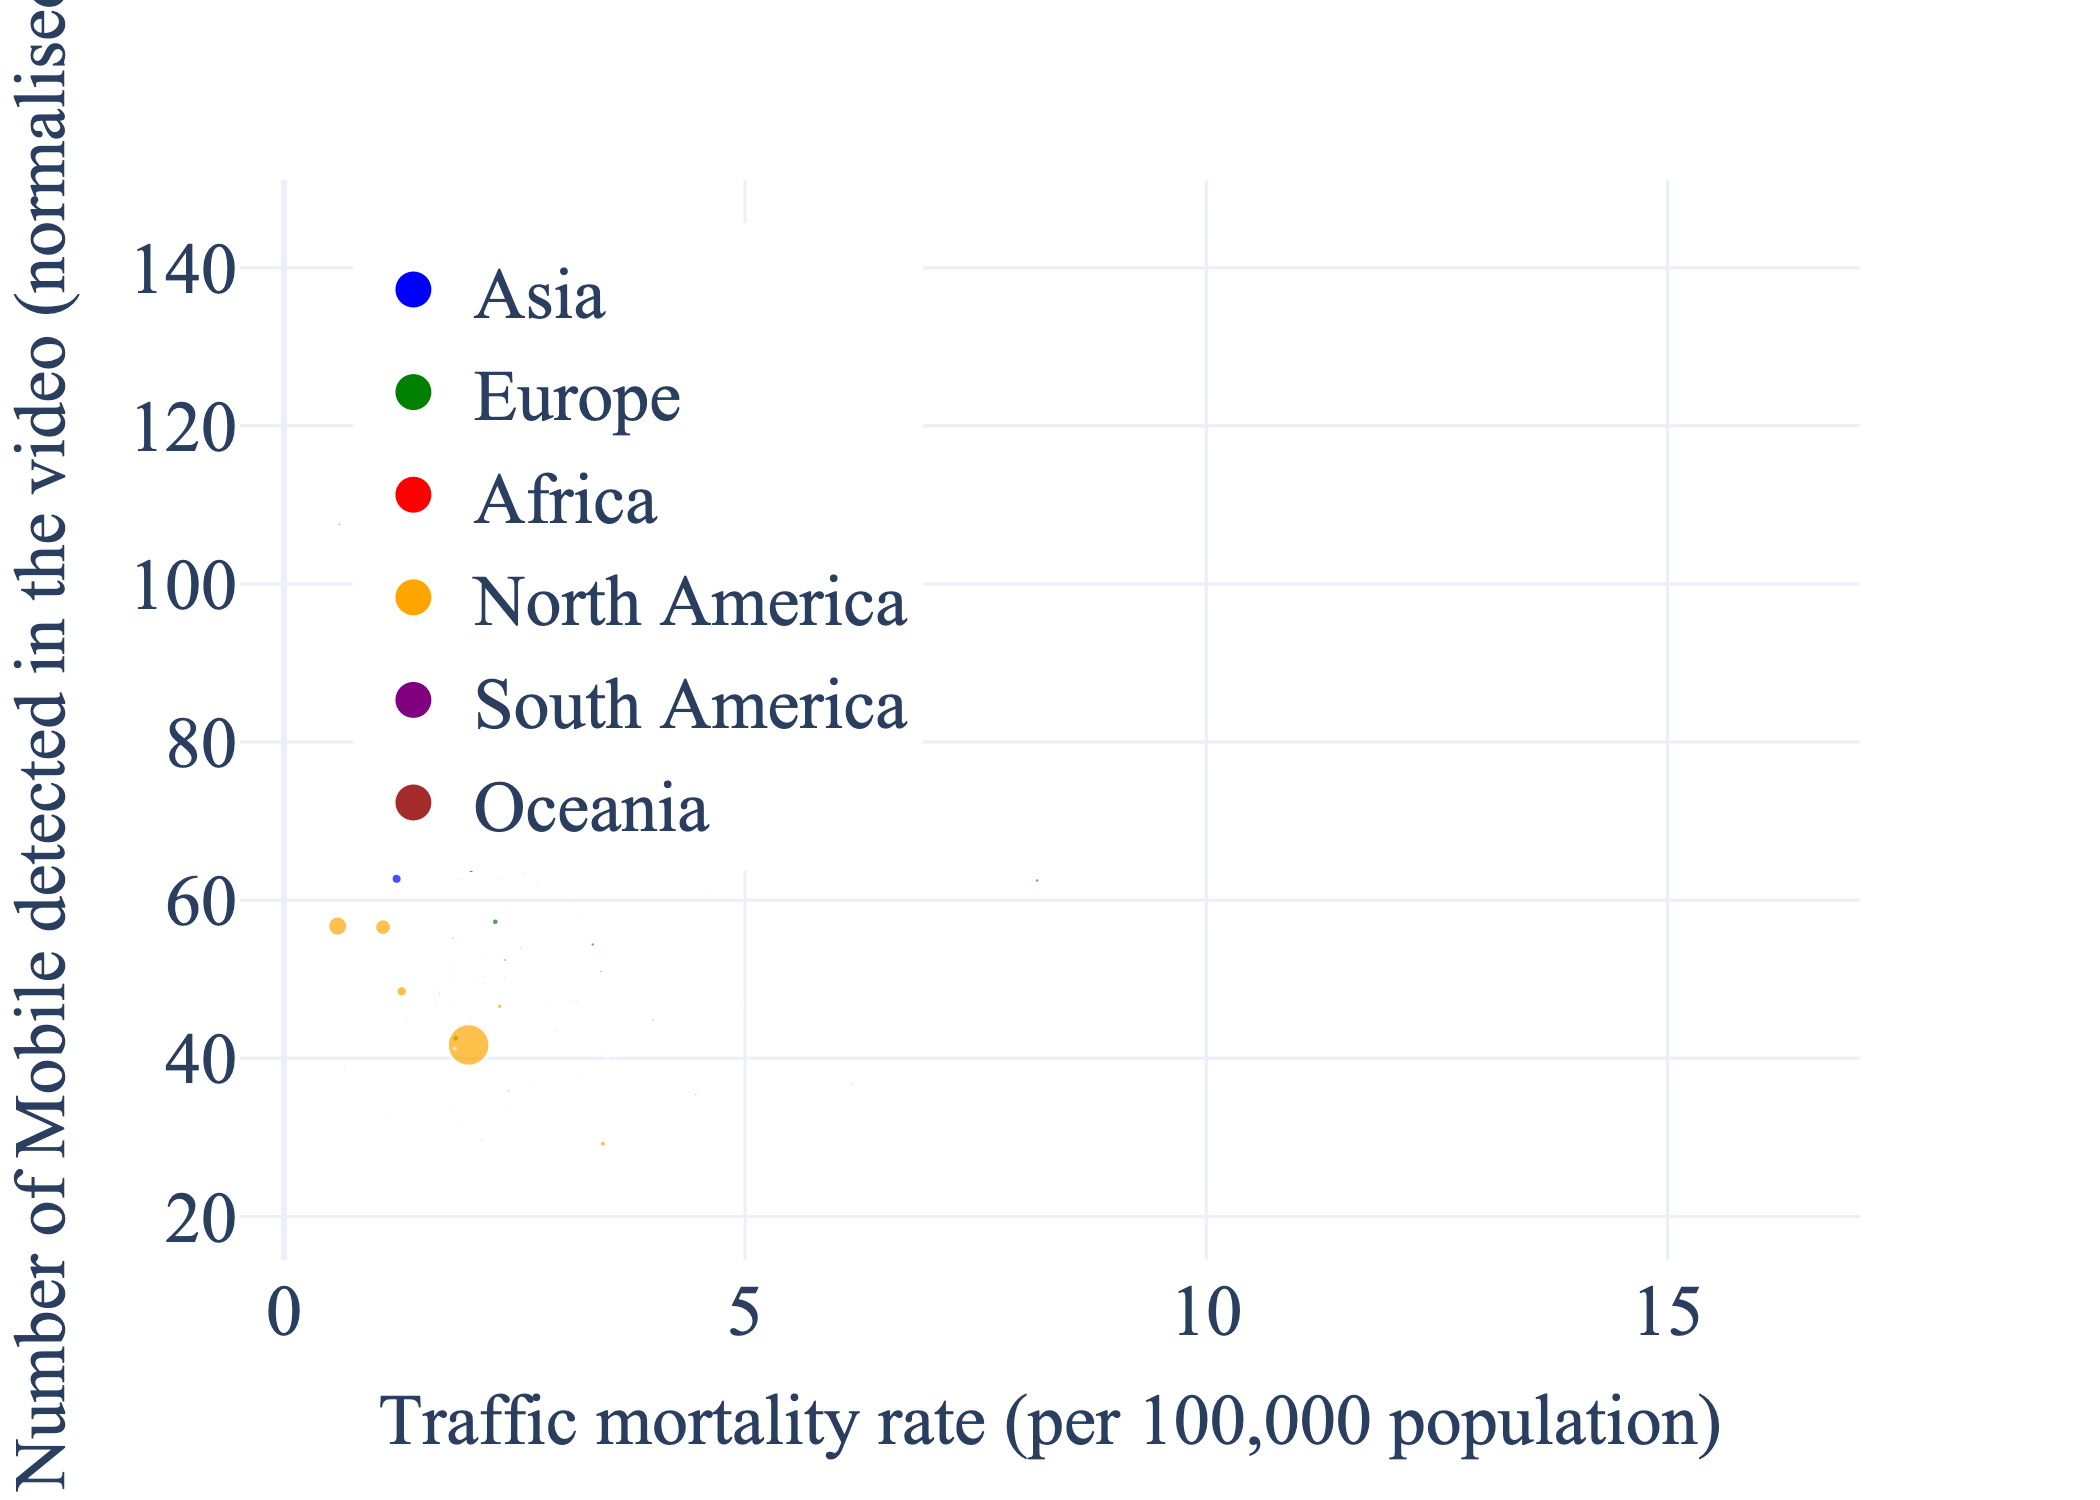 Number of Mobile detected in the video (normalise
140
120
100
80
60
40
20
Asia
Europe
Africa
North America
South America
Oceania
0
5
10
15
Traffic mortality rate (per 100,000 population)